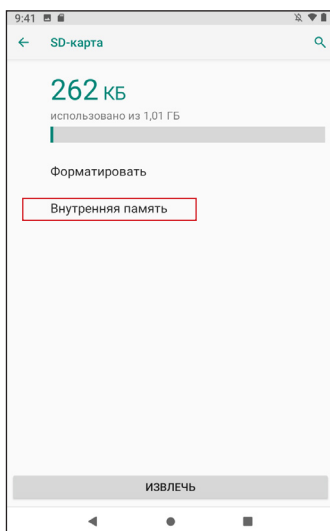 9:41
SD-карта
262 КБ
использовано из 1,01 ГБ
Форматировать
Внутренняя память
ИЗВЛЕЧЬ